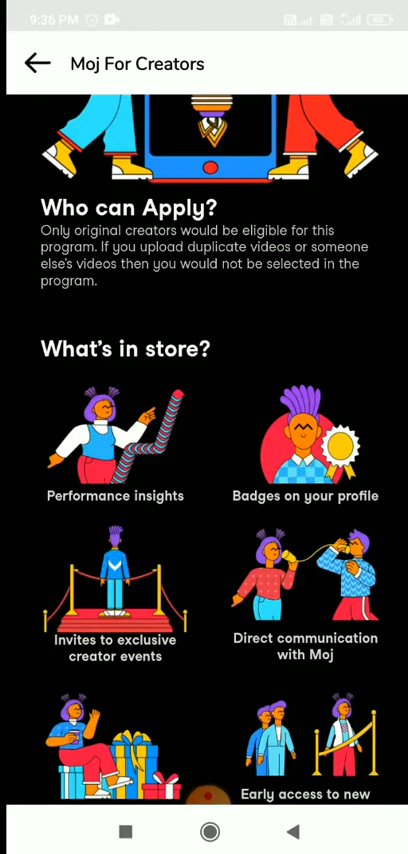 9:36 PM
Moj For Creators
Who can Apply?
Only original creators would be eligible for this
program. If you upload duplicate videos or someone
else's videos then you would not be selected in the
program.
What's in store?
Performance insights
Badges on your profile
Invites to exclusive
creator events
Direct communication
with Moj
Early access to new